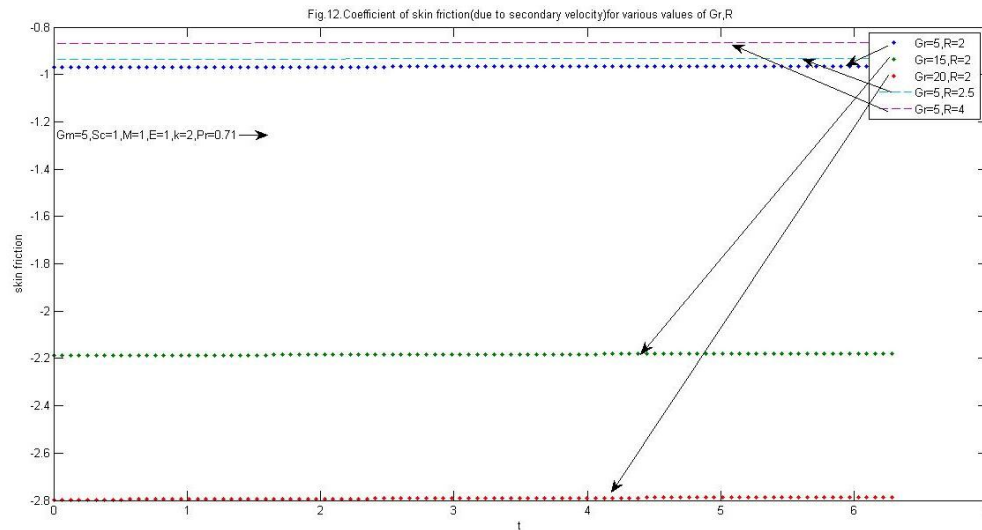 Fig.12.Coefficient of skin friction(due to secondary velocity)for various values of Gr,R
-0.8
-1
-1.2
-1.4
-1.6
-1.8
-2
-2.2
-2.4
-2.6
-2.8
skin friction
Gm=5,Sc=1,M=1,E=1,k=2,Pr=0.71
Gr=5,R=2
Gr=15,R=2
Gr=20,R=2
Gr=5,R=2.5
Gr=5,R=4
0 1 2 3 4 5 6
t